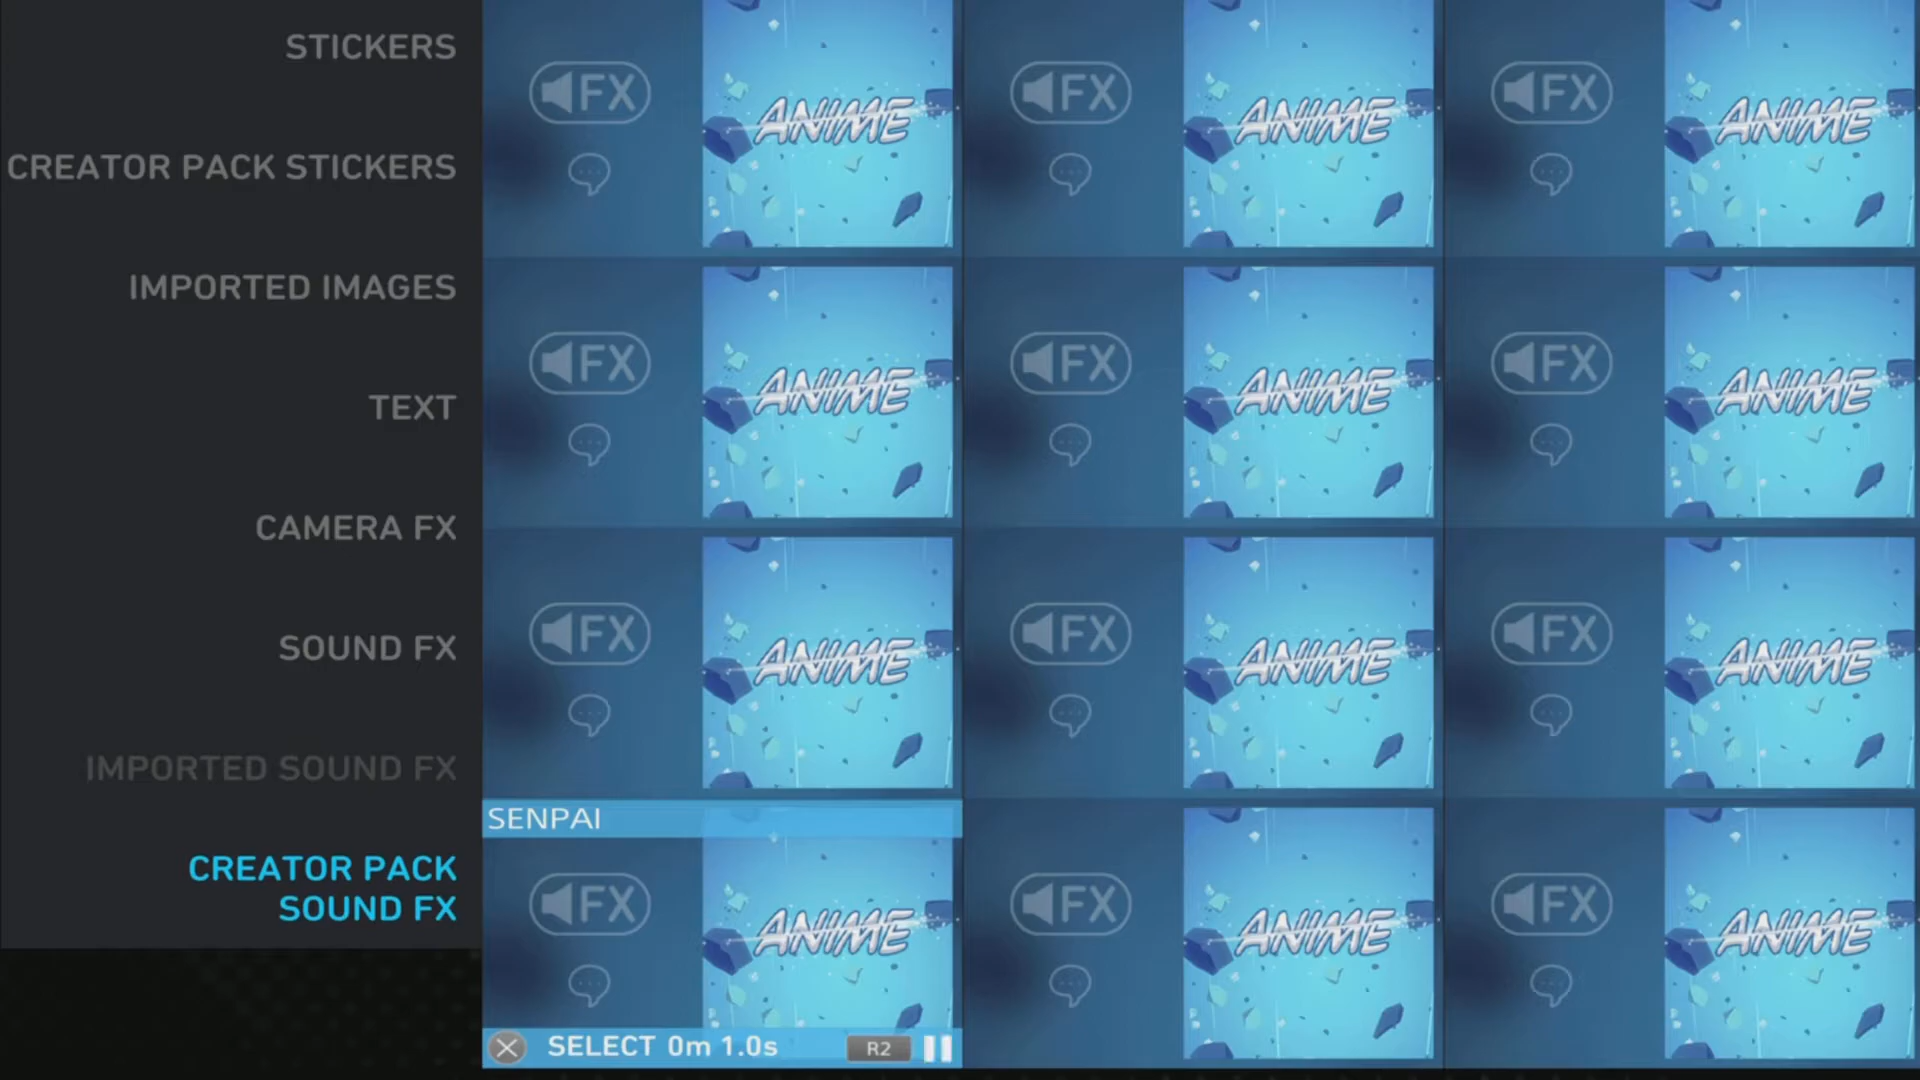 STICKERS
CREATOR PACK STICKERS
IMPORTED IMAGES
TEXT
CAMERA FX
SOUND FX
IMPORTED SOUND FX
CREATOR PACK
SOUND FX
FX ANIME FX ANIME FX ANIME
FX ANIME FX ANIME FX ANIME
FX ANIME FX ANIME FX ANIME
SENPAI
FX ANIME FX ANIME FX ANIME
SELECT 0m 1.0s R2